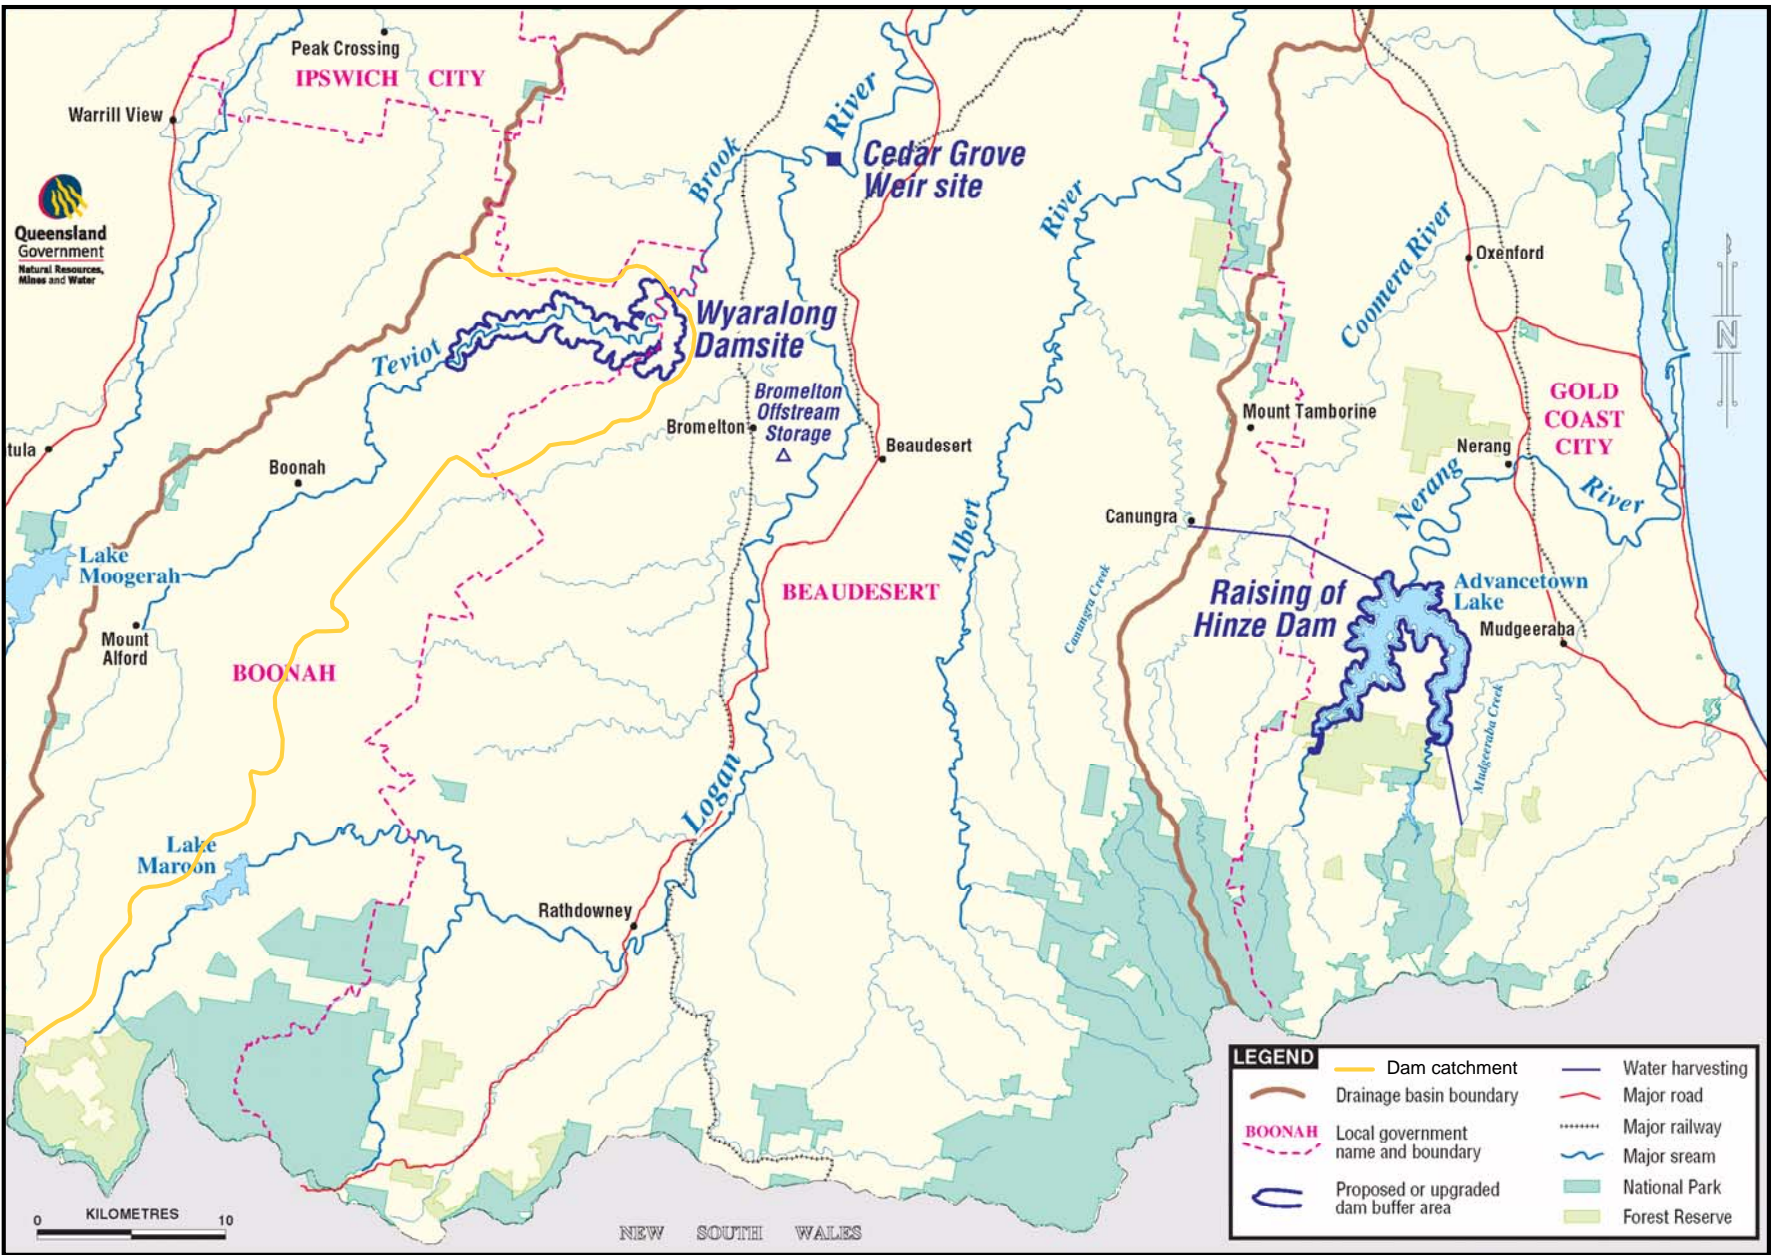 Peak Crossing
IPSWICH CITY
Warrill View
Queensland
Government
Natural Resources,
Mines and Water
River
Brook
Cedar Grove
Weir site
River
Coomera River
Oxenford
N
Teviot
Wyaralong
Damsite
Bromelton
Offstream
Storage
Bromelton
Beaudesert
Mount Tamborine
GOLD
COAST
CITY
Nerang
Nerang
River
tula
Boonah
Albert
Canungra
Lake
Moogerah
Canungra Creek
BEAUDESERT
Raising of
Hinze Dam
Advancetown
Lake
Mudgeeraba
Mount
Alford
BOONAH
Mudgeeraba Creek
Logan
Lake
Maroon
Rathdowney
LEGEND
Dam catchment
Drainage basin boundary
BOONAH
Local government
name and boundary
Proposed or upgraded
dam buffer area
Water harvesting
Major road
Major railway
Major sream
National Park
Forest Reserve
KILOMETRES
0 10
NEW SOUTH WALES